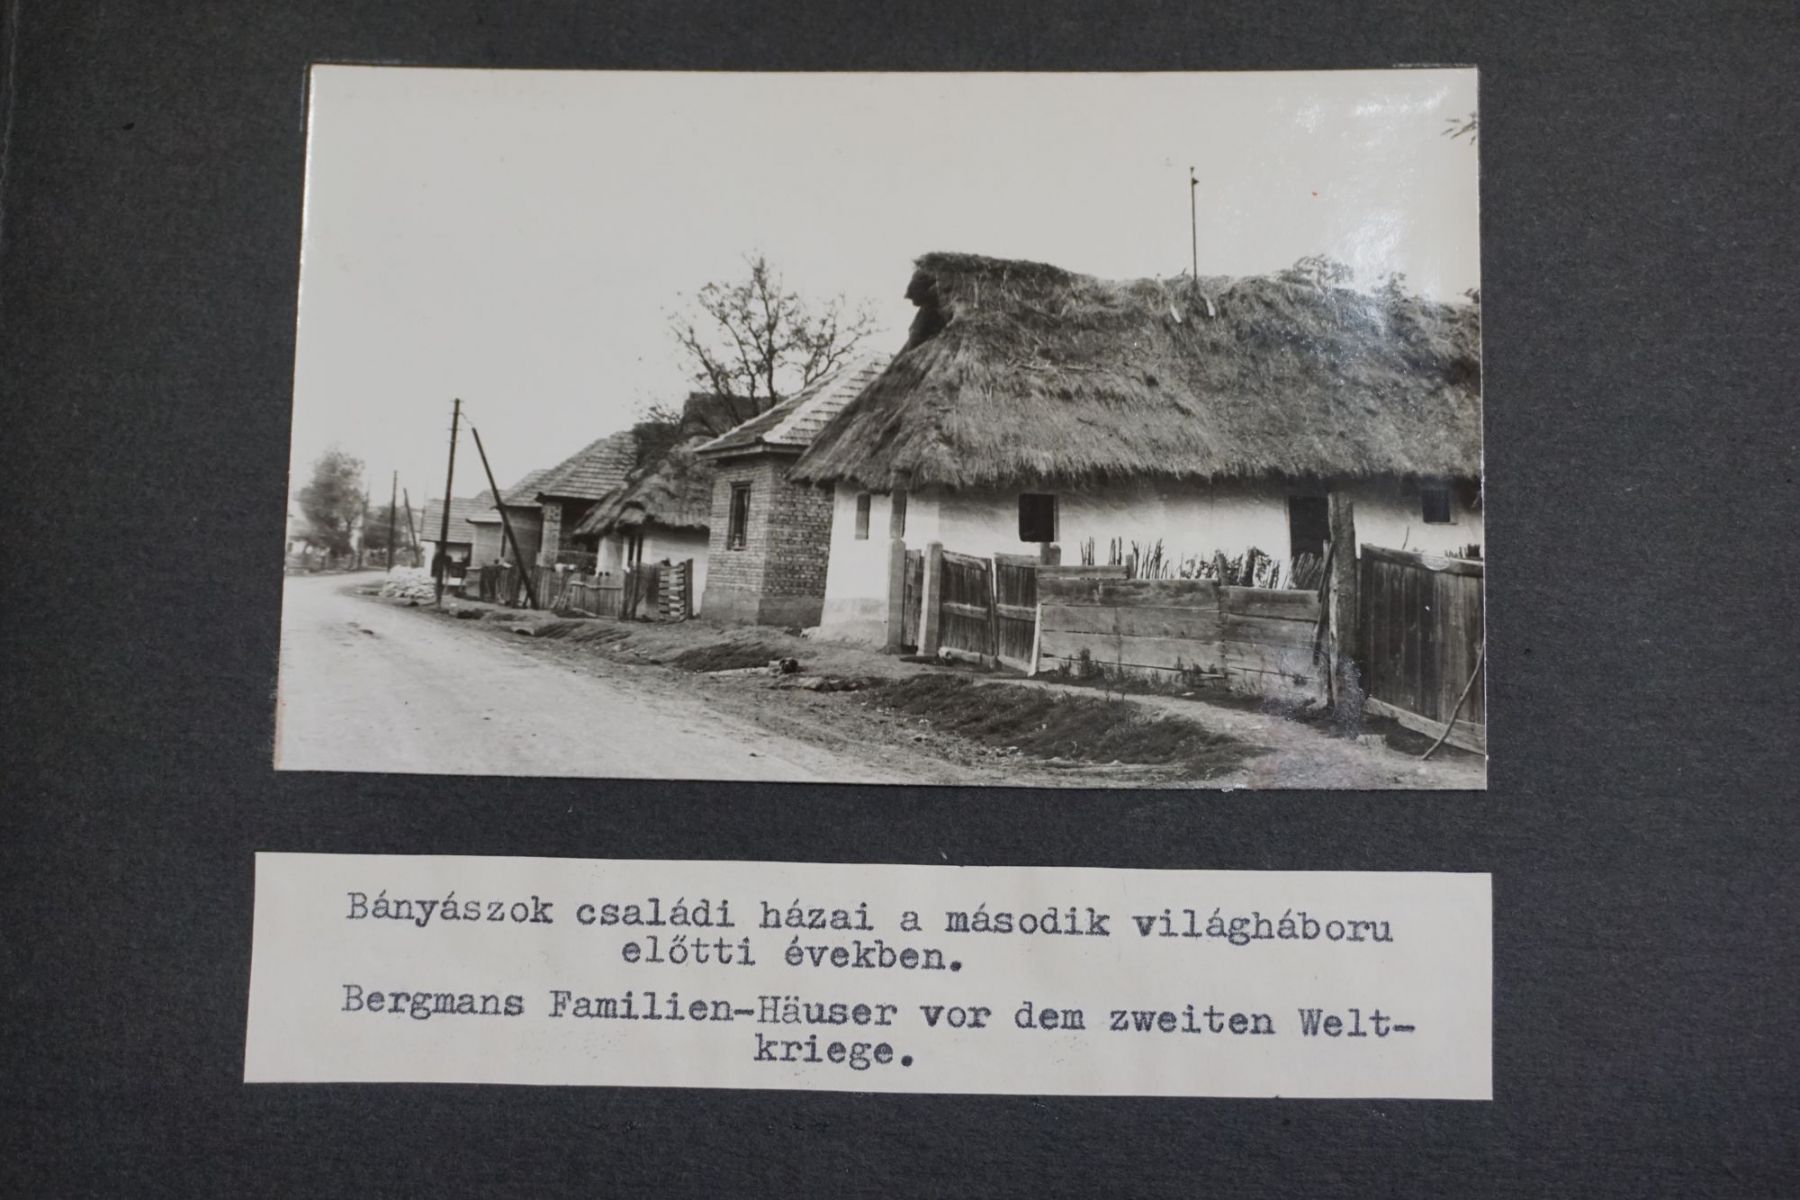 Bányászok családi házai a második világháboru
előtti években.
Bergmans Familien-Häuser vor dem zweiten Welt-
kriege.